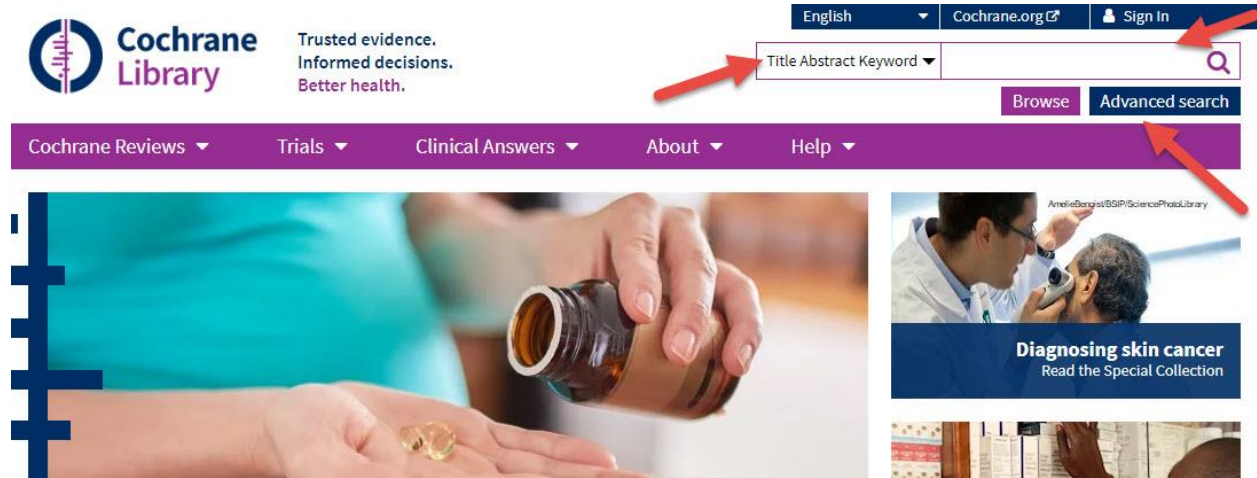 English
Cochrane.org
Sign In
Cochrane
Library
Trusted evidence.
Informed decisions.
Better health.
Title Abstract Keyword
Browse
Advanced search
Cochrane Reviews
Trials
Clinical Answers
About
Help
AmelieBengist/BSIP/SciencePhotoLibrary
Diagnosing skin cancer
Read the Special Collection